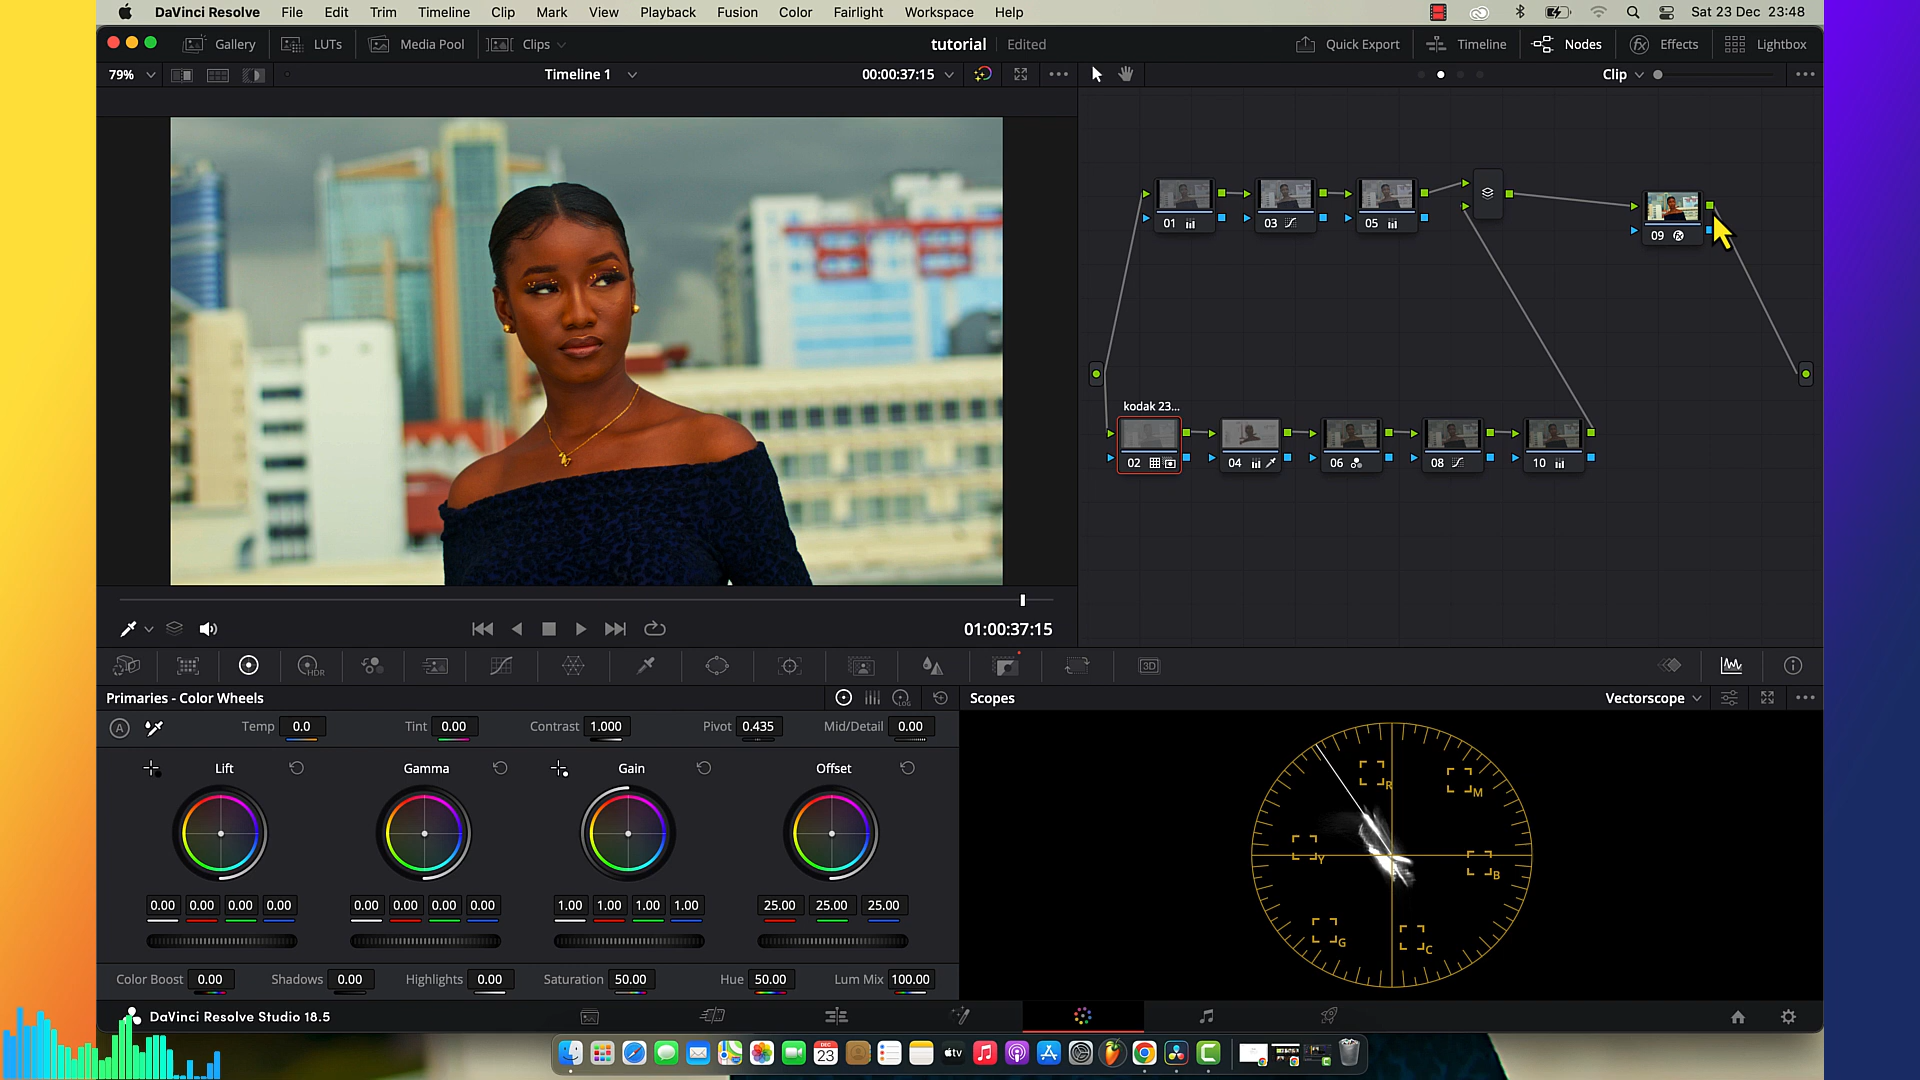 DaVinci Resolve File Edit Trim Timeline Clip Mark View Playback Fusion Color Fairlight Workspace Help Sat 23 Dec 23:48
Gallery LUTs Media Pool Clips tutorial Edited Quick Export Timeline Nodes Effects Lightbox
79% Timeline 1 00:00:37:15 Clip
01 03 05 09
kodak 23...
02 04 06 08 10
01:00:37:15
HDR 3D
Primaries - Color Wheels LOG Scopes Vectorscope
A Temp 0.0 Tint 0.00 Contrast 1.000 Pivot 0.435 Mid/Detail 0.00
Lift Gamma Gain Offset
0.00 0.00 0.00 0.00 0.00 0.00 0.00 0.00 1.00 1.00 1.00 1.00 25.00 25.00 25.00
R M Y B G C
Color Boost 0.00 Shadows 0.00 Highlights 0.00 Saturation 50.00 Hue 50.00 Lum Mix 100.00
DaVinci Resolve Studio 18.5
DEC 23 tv